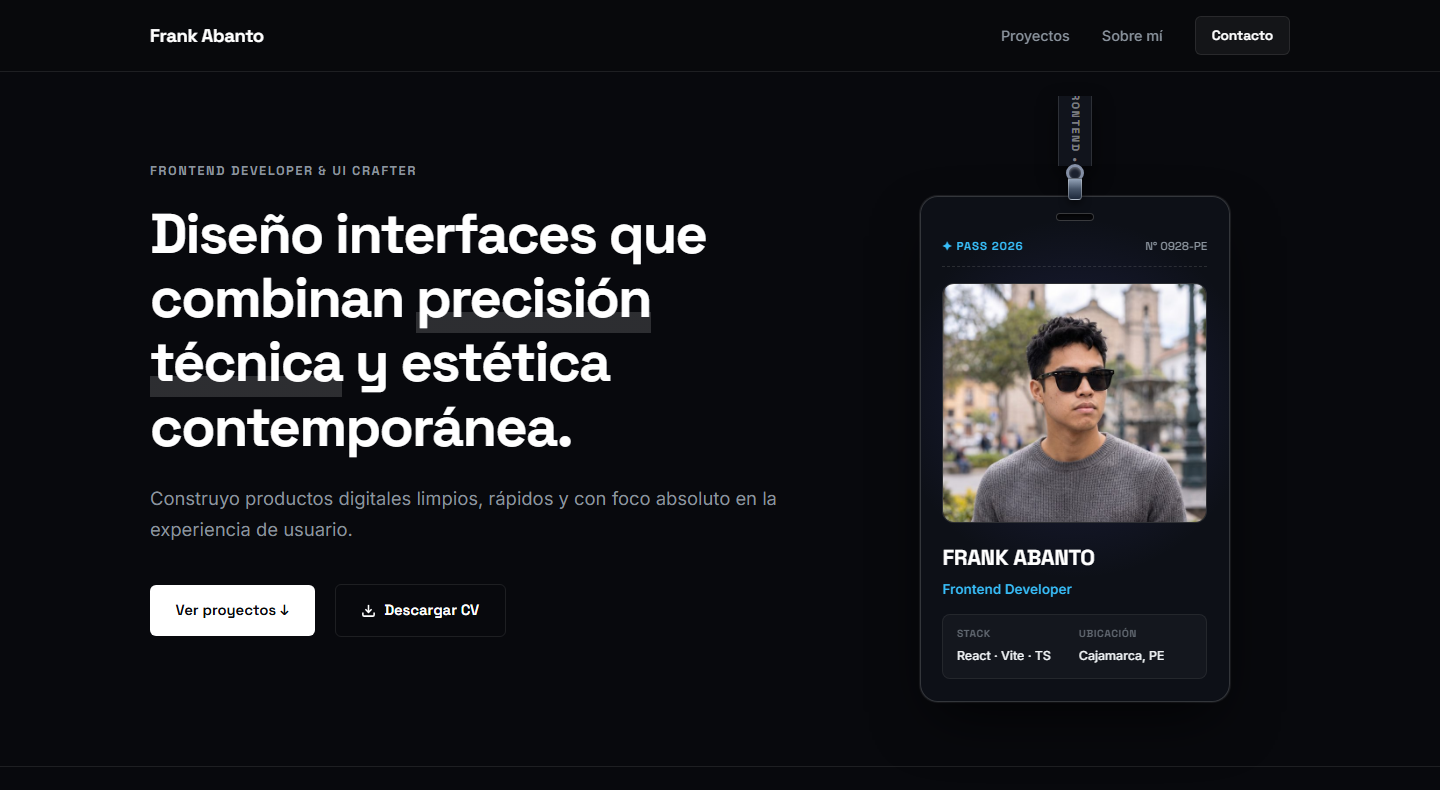 Frank Abanto
Proyectos
Sobre mí
Contacto
FRONTEND DEVELOPER & UI CRAFTER
Diseño interfaces que
combinan precisión
técnica y estética
contemporánea.
Construyo productos digitales limpios, rápidos y con foco absoluto en la
experiencia de usuario.
Ver proyectos ↓
Descargar CV
RONTEND •
✦ PASS 2026
N° 0928-PE
FRANK ABANTO
Frontend Developer
STACK
React · Vite · TS
UBICACIÓN
Cajamarca, PE